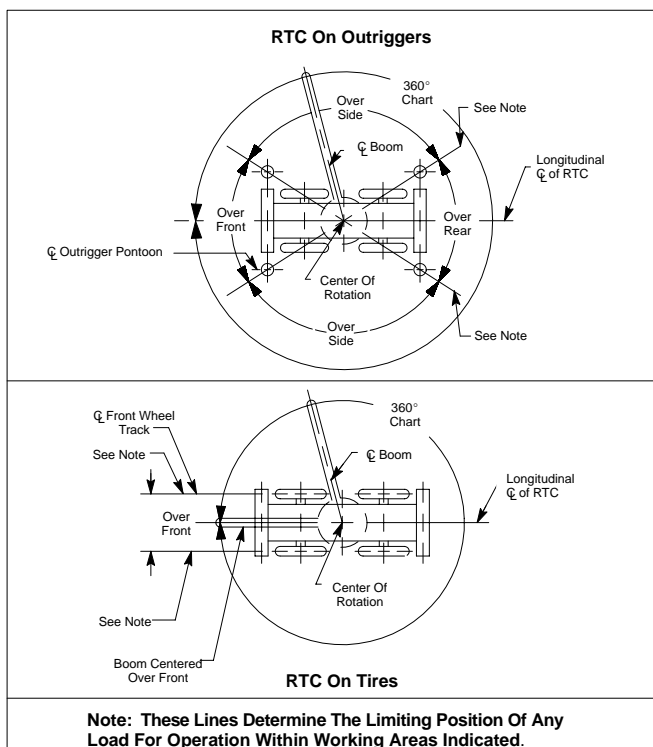 RTC On Outriggers
360°
Chart
Over
Side
See Note
℄ Boom
Longitudinal
℄ of RTC
Over
Front
Over
Rear
℄ Outrigger Pontoon
Center Of
Rotation
Over
Side
See Note
℄ Front Wheel
Track
360°
Chart
See Note
℄ Boom
Longitudinal
℄ of RTC
Over
Front
Center Of
Rotation
See Note
Boom Centered
Over Front
RTC On Tires
Note: These Lines Determine The Limiting Position Of Any
Load For Operation Within Working Areas Indicated.